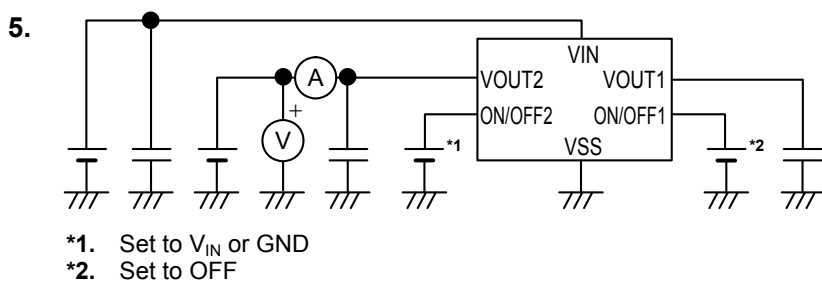 5.
VIN
A
VOUT2 VOUT1
+
ON/OFF2 ON/OFF1
V
*1 *2
VSS
*1. Set to VIN or GND
*2. Set to OFF